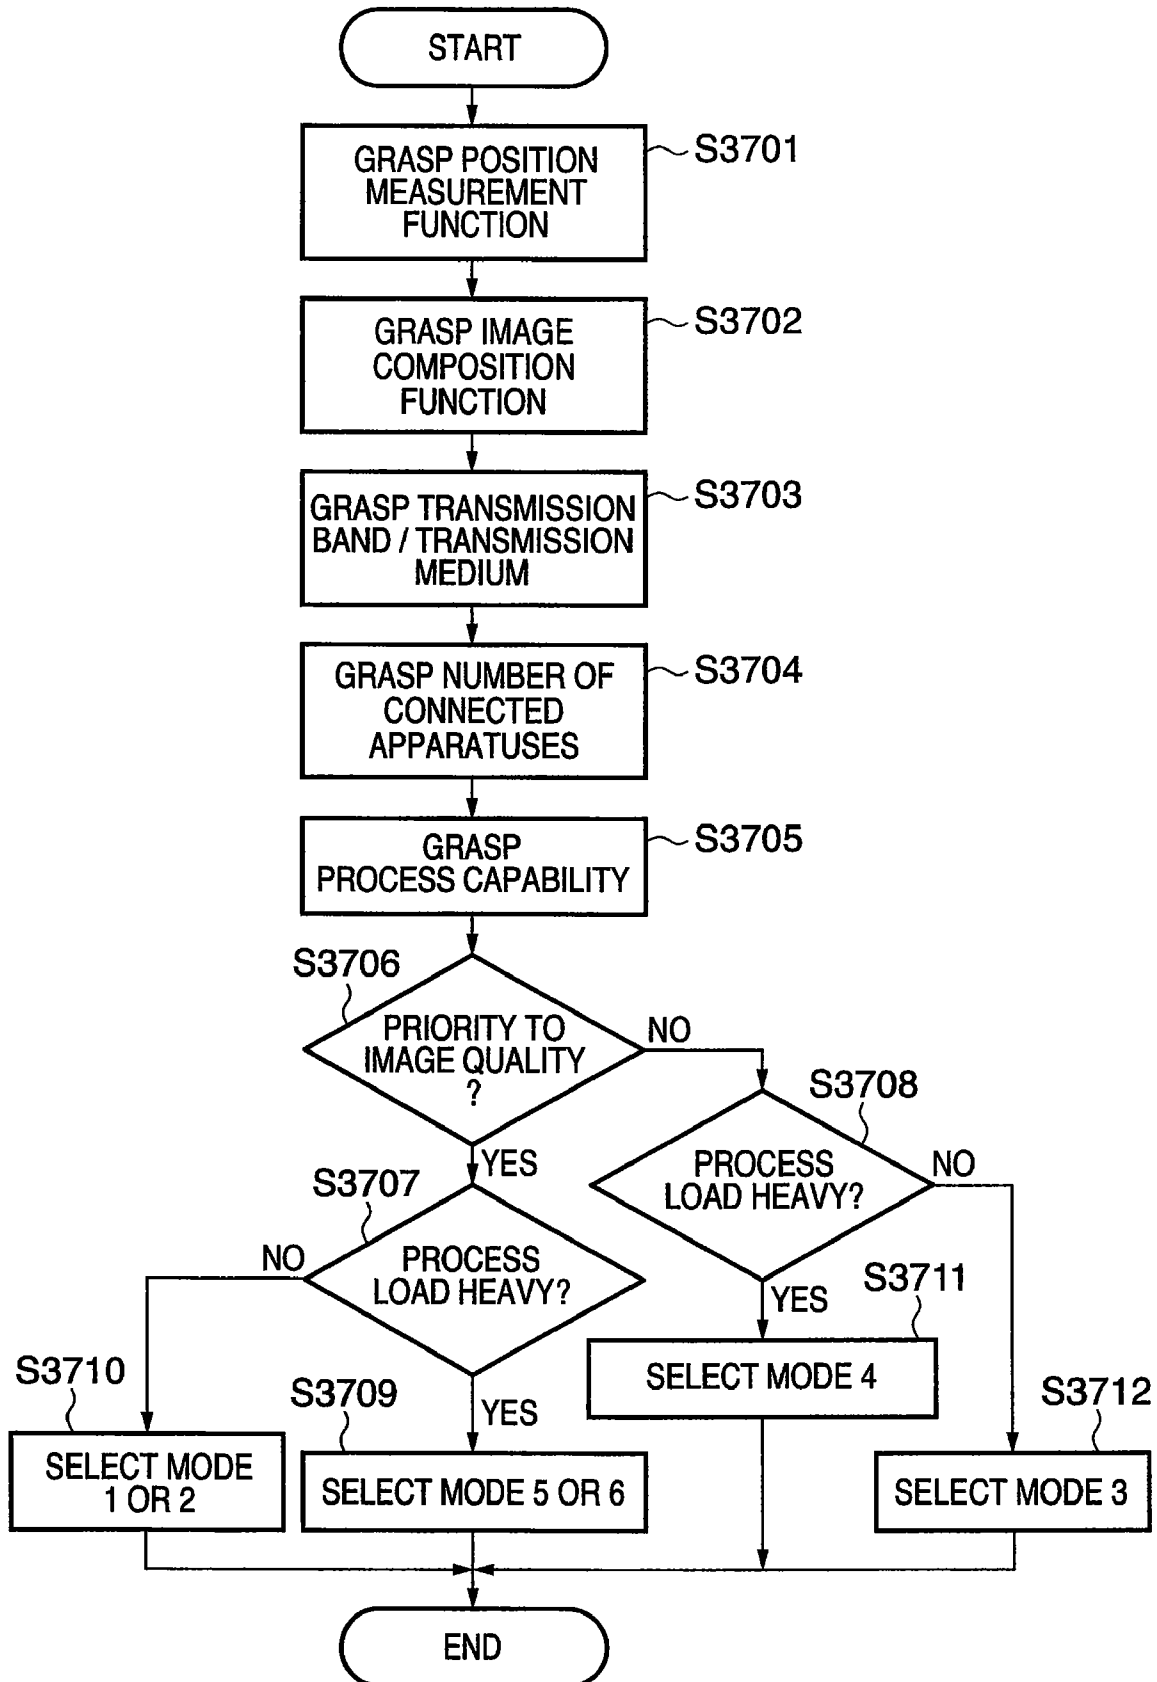 START
GRASP POSITION
MEASUREMENT
FUNCTION
S3701
GRASP IMAGE
COMPOSITION
FUNCTION
S3702
GRASP TRANSMISSION
BAND / TRANSMISSION
MEDIUM
S3703
GRASP NUMBER OF
CONNECTED
APPARATUSES
S3704
GRASP
PROCESS CAPABILITY
S3705
S3706
PRIORITY TO
IMAGE QUALITY
?
NO
YES
S3708
PROCESS
LOAD HEAVY?
NO
YES
S3707
PROCESS
LOAD HEAVY?
NO
YES
S3711
SELECT MODE 4
S3710
SELECT MODE
1 OR 2
S3709
SELECT MODE 5 OR 6
S3712
SELECT MODE 3
END